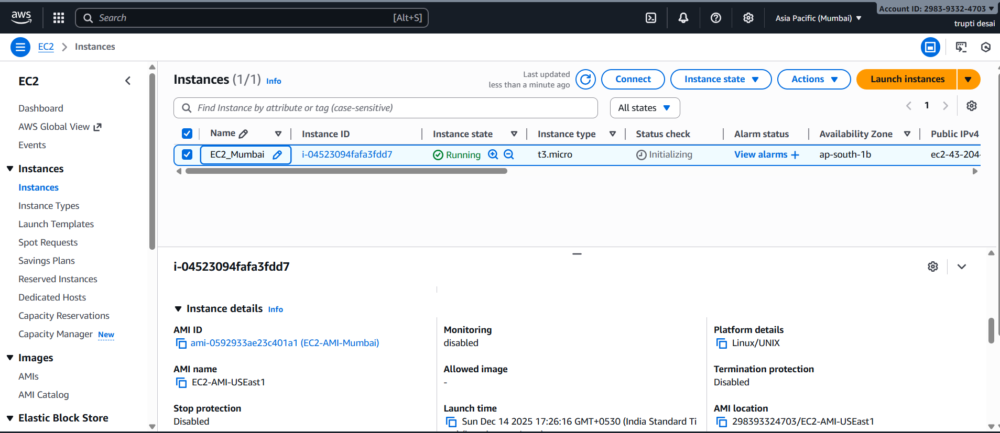 aws
Search [Alt+S]
Asia Pacific (Mumbai)
Account ID: 2983-9332-4703
trupti desai
EC2 Instances
EC2
Dashboard
AWS Global View
Events
Instances
Instances
Instance Types
Launch Templates
Spot Requests
Savings Plans
Reserved Instances
Dedicated Hosts
Capacity Reservations
Capacity Manager New
Images
AMIs
AMI Catalog
Elastic Block Store
Instances (1/1) Info
Last updated
less than a minute ago
Connect
Instance state
Actions
Launch instances
Find Instance by attribute or tag (case-sensitive)
All states
1
Name Instance ID Instance state Instance type Status check Alarm status Availability Zone Public IPv4
EC2_Mumbai i-04523094fafa3fdd7 Running t3.micro Initializing View alarms + ap-south-1b ec2-43-204-
i-04523094fafa3fdd7
Instance details Info
AMI ID
ami-0592933ae23c401a1 (EC2-AMI-Mumbai)
Monitoring
disabled
Platform details
Linux/UNIX
AMI name
EC2-AMI-USEast1
Allowed image
-
Termination protection
Disabled
Stop protection
Disabled
Launch time
Sun Dec 14 2025 17:26:16 GMT+0530 (India Standard Ti
AMI location
298393324703/EC2-AMI-USEast1